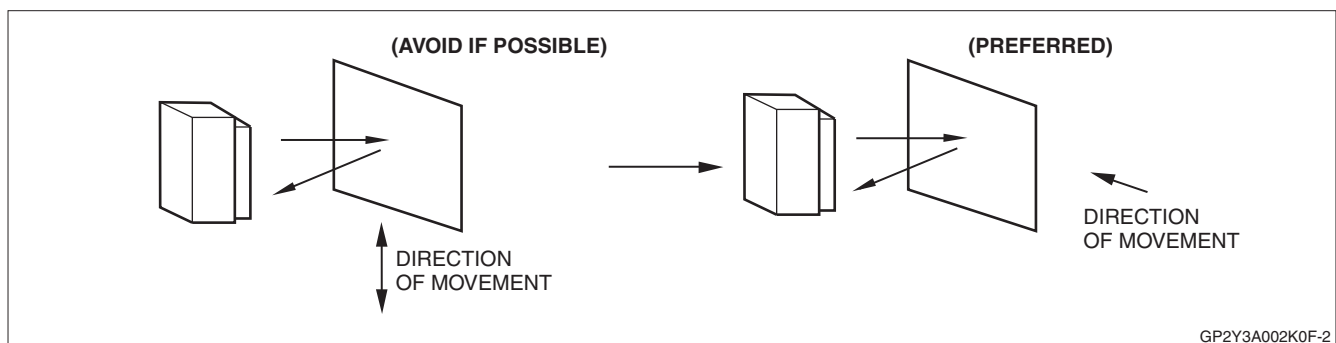 (AVOID IF POSSIBLE)
(PREFERRED)
DIRECTION
OF MOVEMENT
DIRECTION
OF MOVEMENT
GP2Y3A002K0F-2